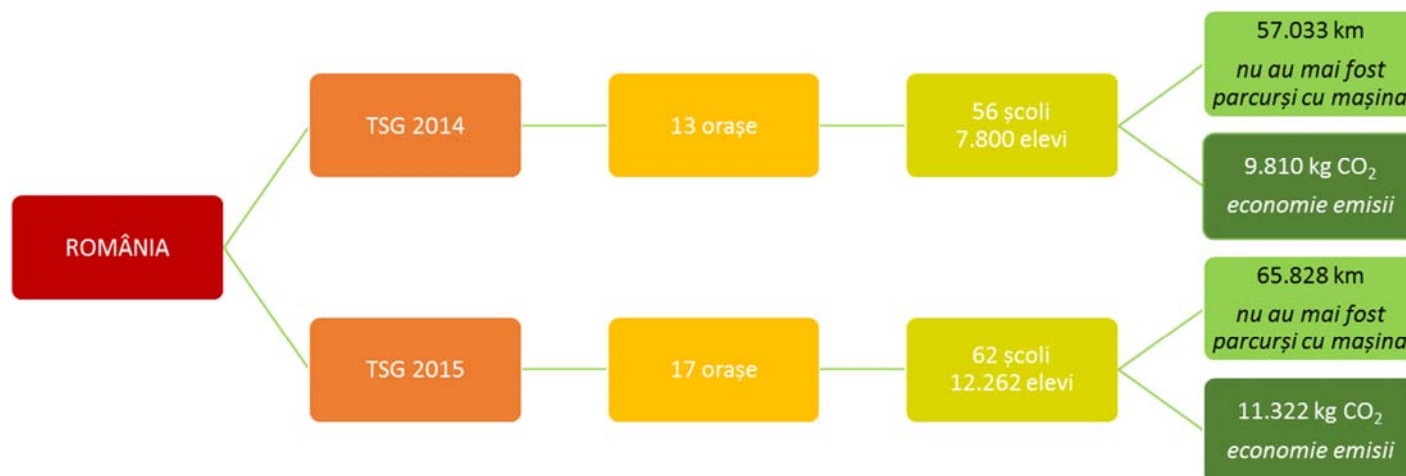 ROMÂNIA
TSG 2014
13 orașe
56 școli
7.800 elevi
57.033 km
nu au mai fost
parcurși cu mașina
9.810 kg CO₂
economie emisii
TSG 2015
17 orașe
62 școli
12.262 elevi
65.828 km
nu au mai fost
parcurși cu mașina
11.322 kg CO₂
economie emisii